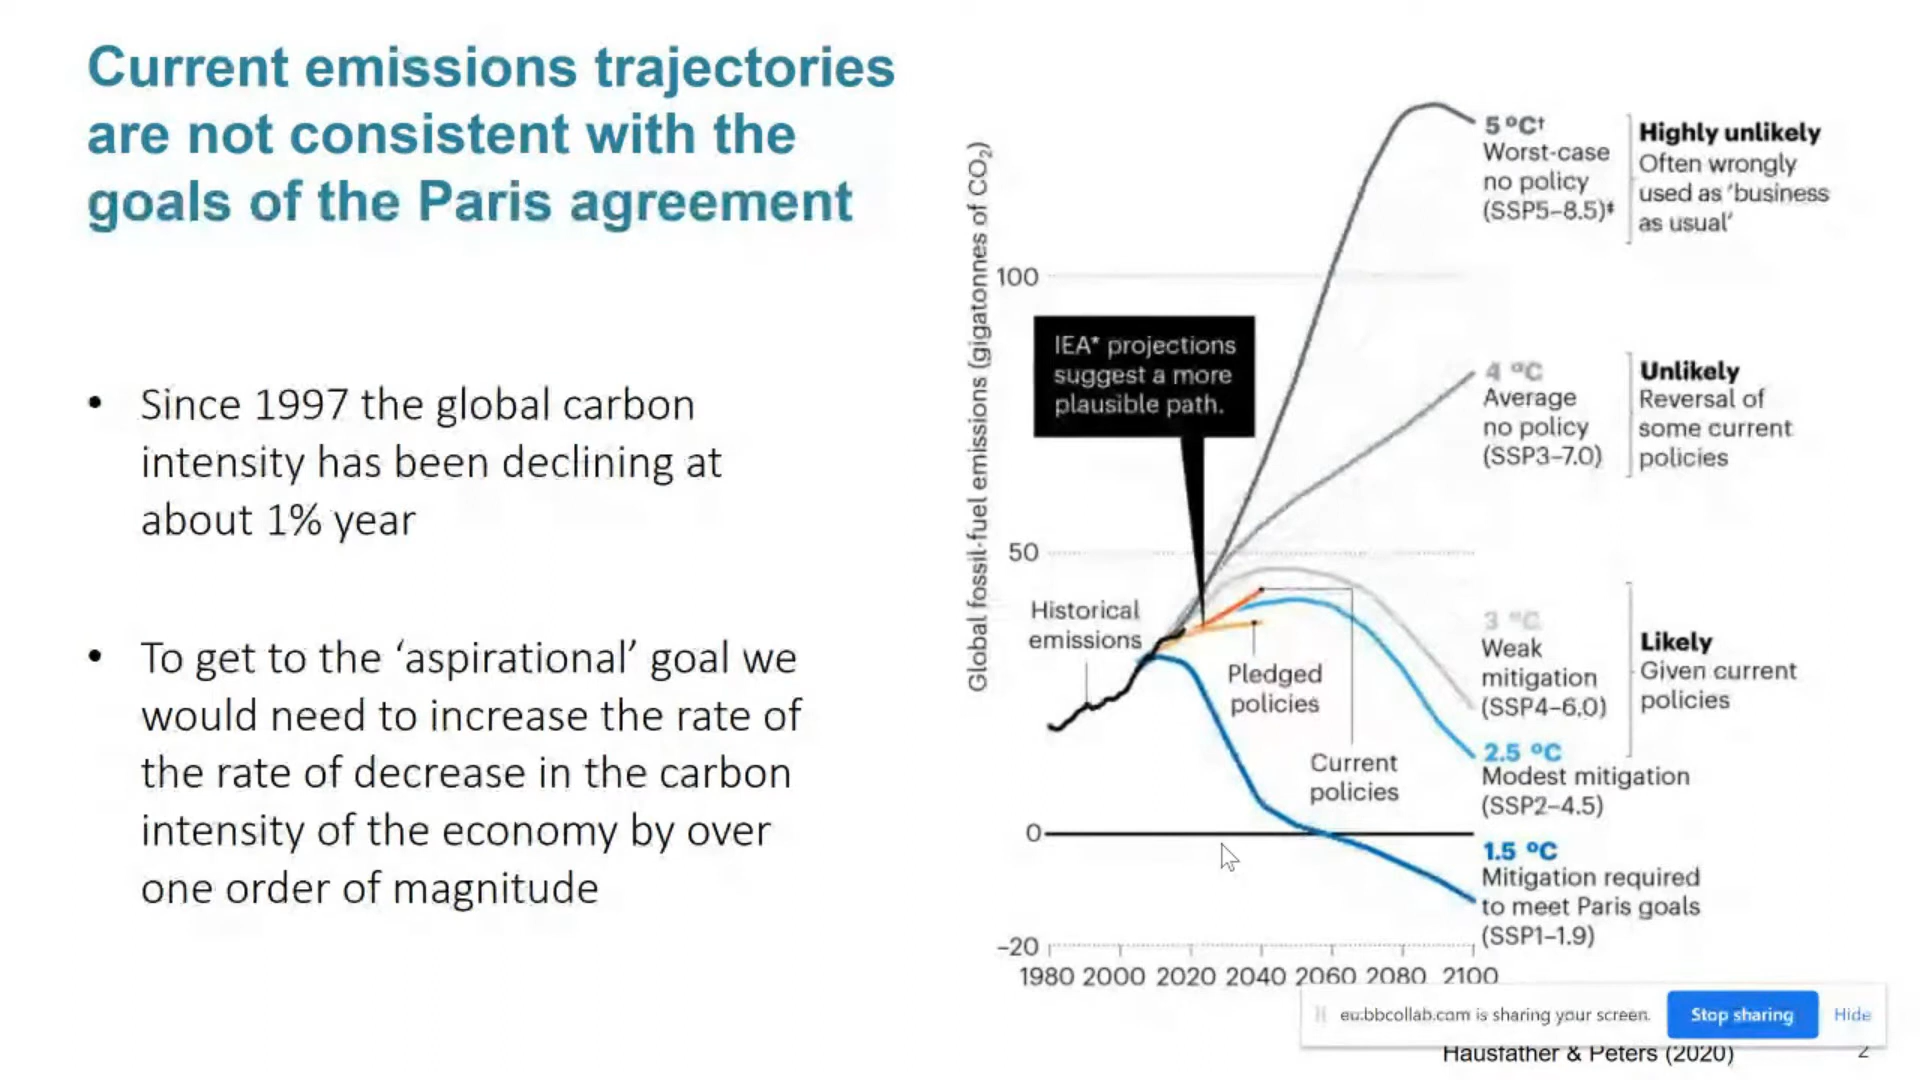 Current emissions trajectories
are not consistent with the
goals of the Paris agreement
• Since 1997 the global carbon
intensity has been declining at
about 1% year
• To get to the ‘aspirational’ goal we
would need to increase the rate of
the rate of decrease in the carbon
intensity of the economy by over
one order of magnitude
Global fossil-fuel emissions (gigatonnes of CO₂)
100
50
0
–20
1980 2000 2020 2040 2060 2080 2100
IEA* projections
suggest a more
plausible path.
Historical
emissions
Pledged
policies
Current
policies
5 °C†
Worst-case
no policy
(SSP5–8.5)‡
Highly unlikely
Often wrongly
used as ‘business
as usual’
4 °C
Average
no policy
(SSP3–7.0)
Unlikely
Reversal of
some current
policies
3 °C
Weak
mitigation
(SSP4–6.0)
Likely
Given current
policies
2.5 °C
Modest mitigation
(SSP2–4.5)
1.5 °C
Mitigation required
to meet Paris goals
(SSP1–1.9)
eu.bbcollab.com is sharing your screen.
Stop sharing
Hide
Hausfather & Peters (2020)
2